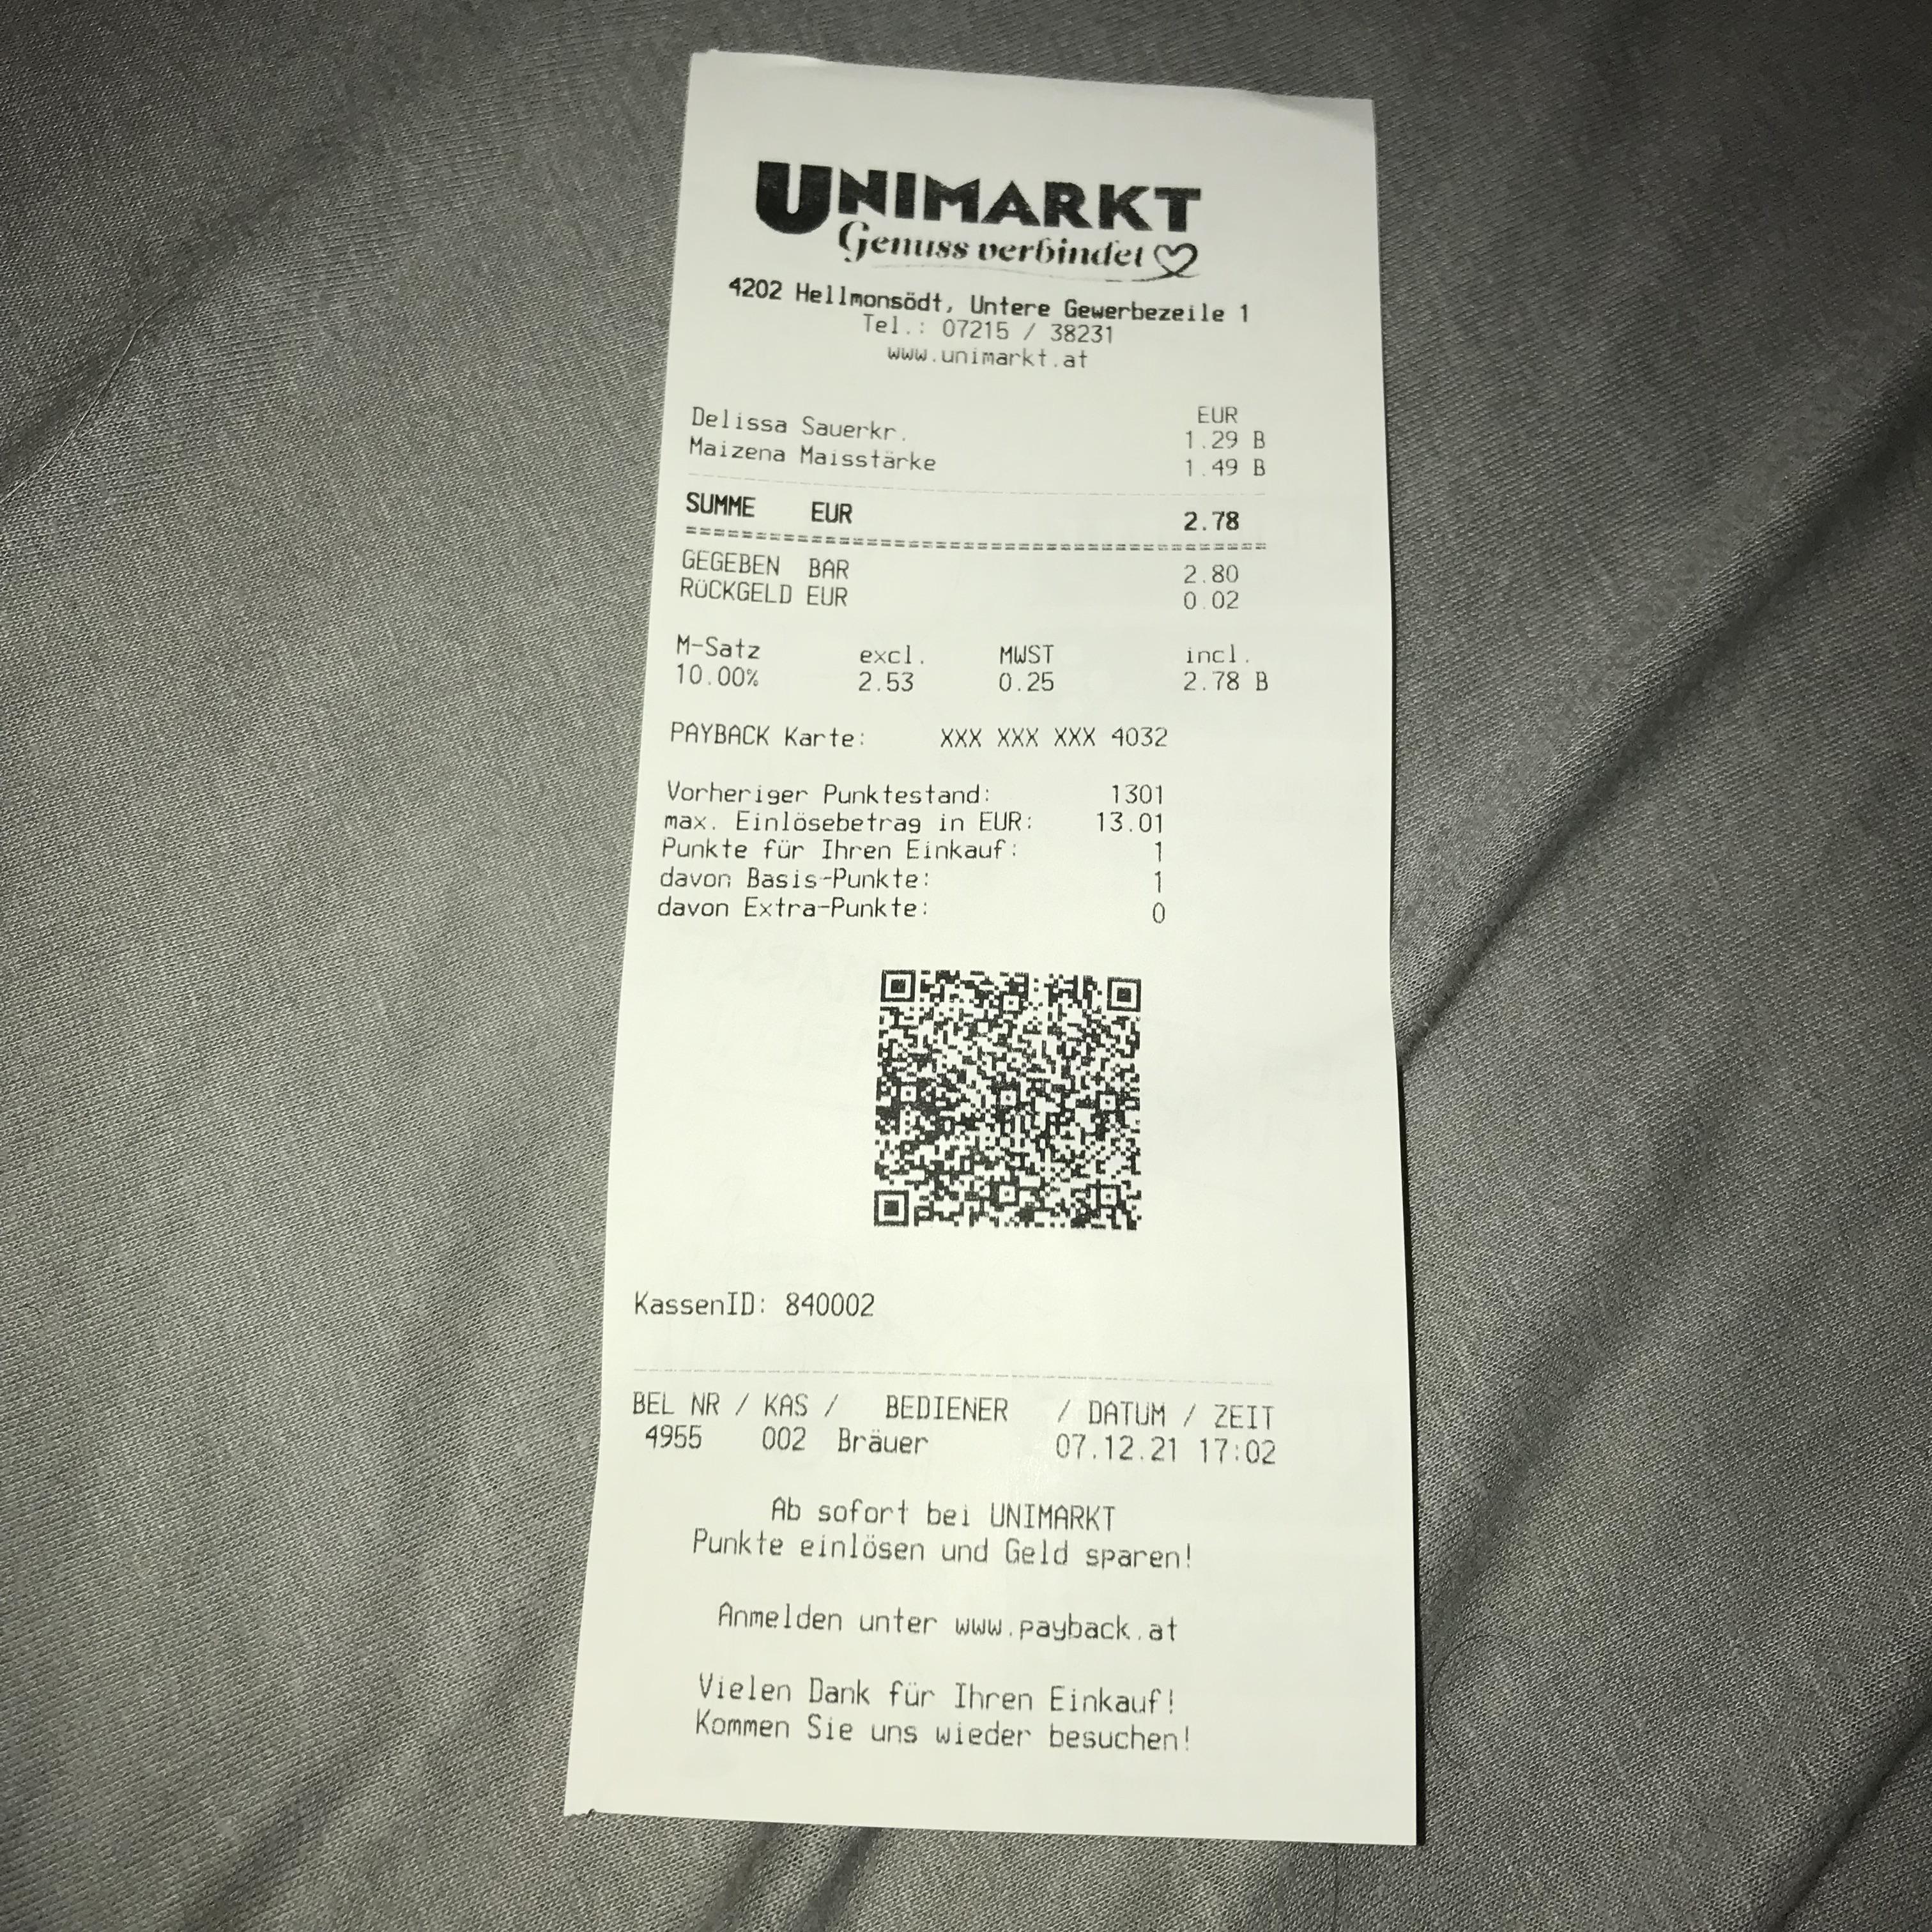 UNIMARKT
Genuss verbindet
4202 Hellmonsödt, Untere Gewerbezeile 1
Tel.: 07215 / 38231
www.unimarkt.at
EUR
Delissa Sauerkr. 1.29 B
Maizena Maisstärke 1.49 B
SUMME EUR 2.78
GEGEBEN BAR 2.80
RÜCKGELD EUR 0.02
M-Satz excl. MWST incl.
10.00% 2.53 0.25 2.78 B
PAYBACK Karte: XXX XXX XXX 4032
Vorheriger Punktestand: 1301
max. Einlösebetrag in EUR: 13.01
Punkte für Ihren Einkauf: 1
davon Basis-Punkte: 1
davon Extra-Punkte: 0
KassenID: 840002
BEL NR / KAS / BEDIENER / DATUM / ZEIT
4955 002 Bräuer 07.12.21 17:02
Ab sofort bei UNIMARKT
Punkte einlösen und Geld sparen!
Anmelden unter www.payback.at
Vielen Dank für Ihren Einkauf!
Kommen Sie uns wieder besuchen!